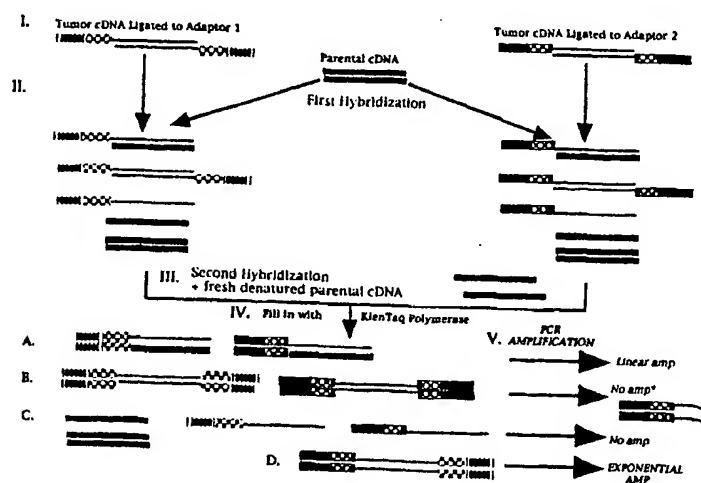 I.
Tumor cDNA Ligated to Adaptor 1
Tumor cDNA Ligated to Adaptor 2
Parental cDNA
II.
First Hybridization
III. Second Hybridization
+ fresh denatured parental cDNA
IV. Fill in with KlenTaq Polymerase
V. PCR
AMPLIFICATION
A.
Linear amp
B.
No amp*
C.
No amp
D.
EXPONENTIAL
AMP